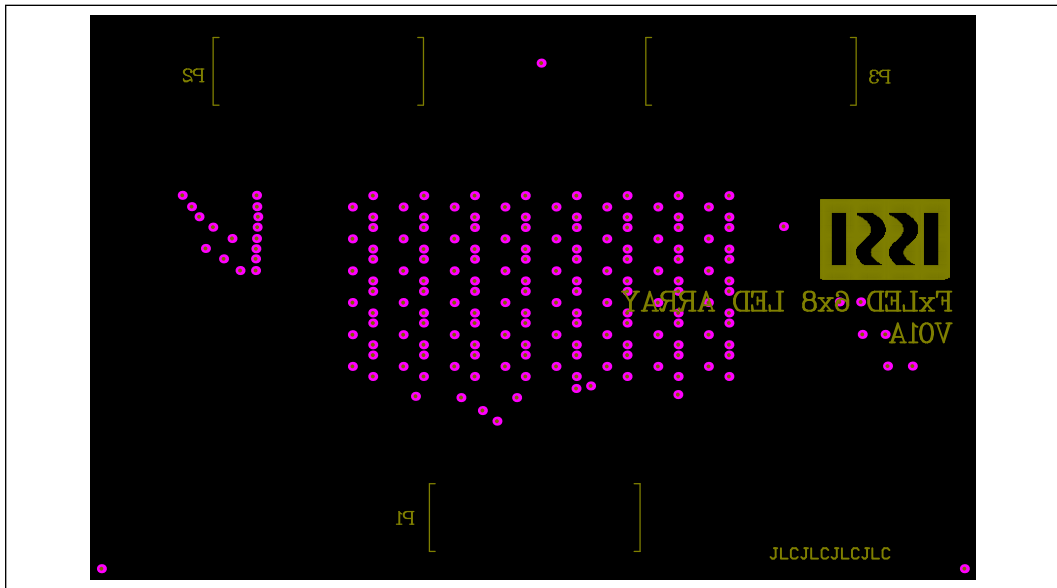 P2
P3
ISSI
FxLED 6x8 LED ARRAY
V01A
P1
JLCJLCJLCJLC